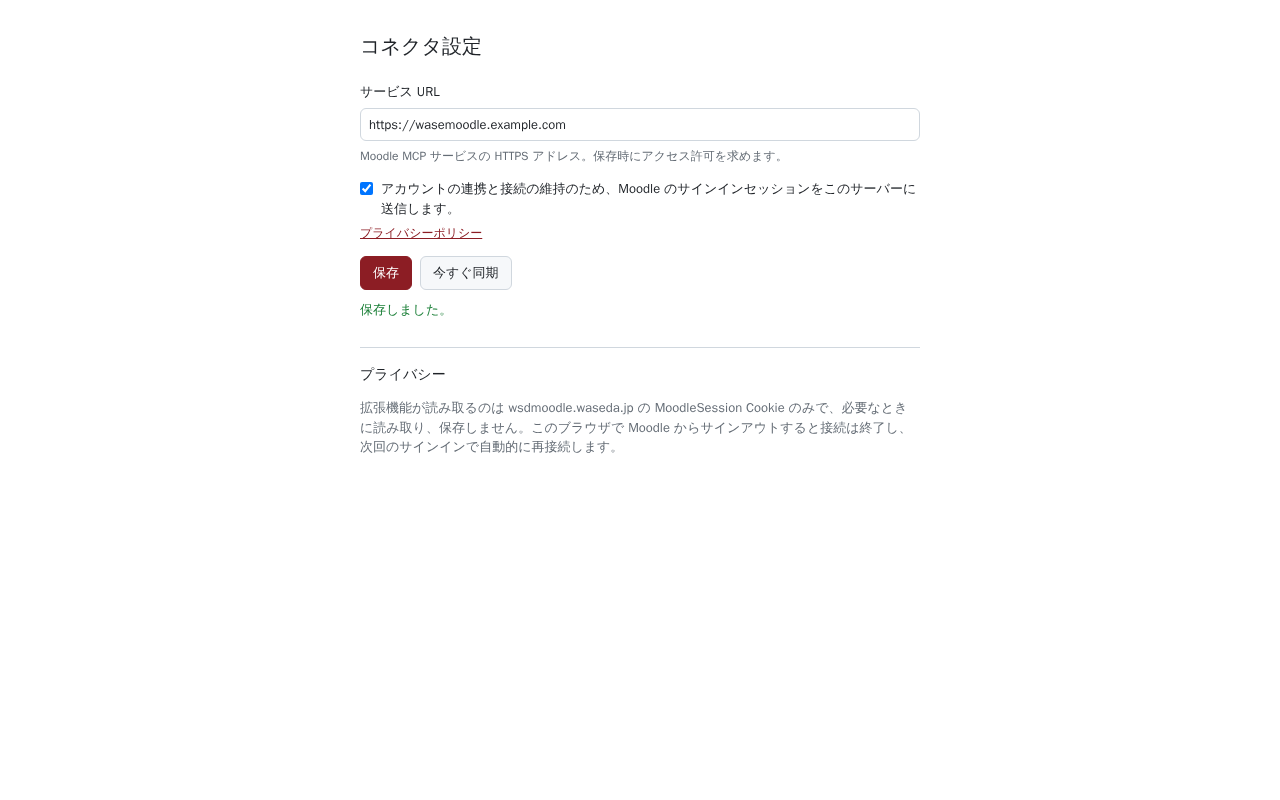 コネクタ設定
サービス URL
https://wasemoodle.example.com
Moodle MCP サービスの HTTPS アドレス。保存時にアクセス許可を求めます。
アカウントの連携と接続の維持のため、Moodle のサインインセッションをこのサーバーに
送信します。
プライバシーポリシー
保存 今すぐ同期
保存しました。
プライバシー
拡張機能が読み取るのは wsdmoodle.waseda.jp の MoodleSession Cookie のみで、必要なとき
に読み取り、保存しません。このブラウザで Moodle からサインアウトすると接続は終了し、
次回のサインインで自動的に再接続します。